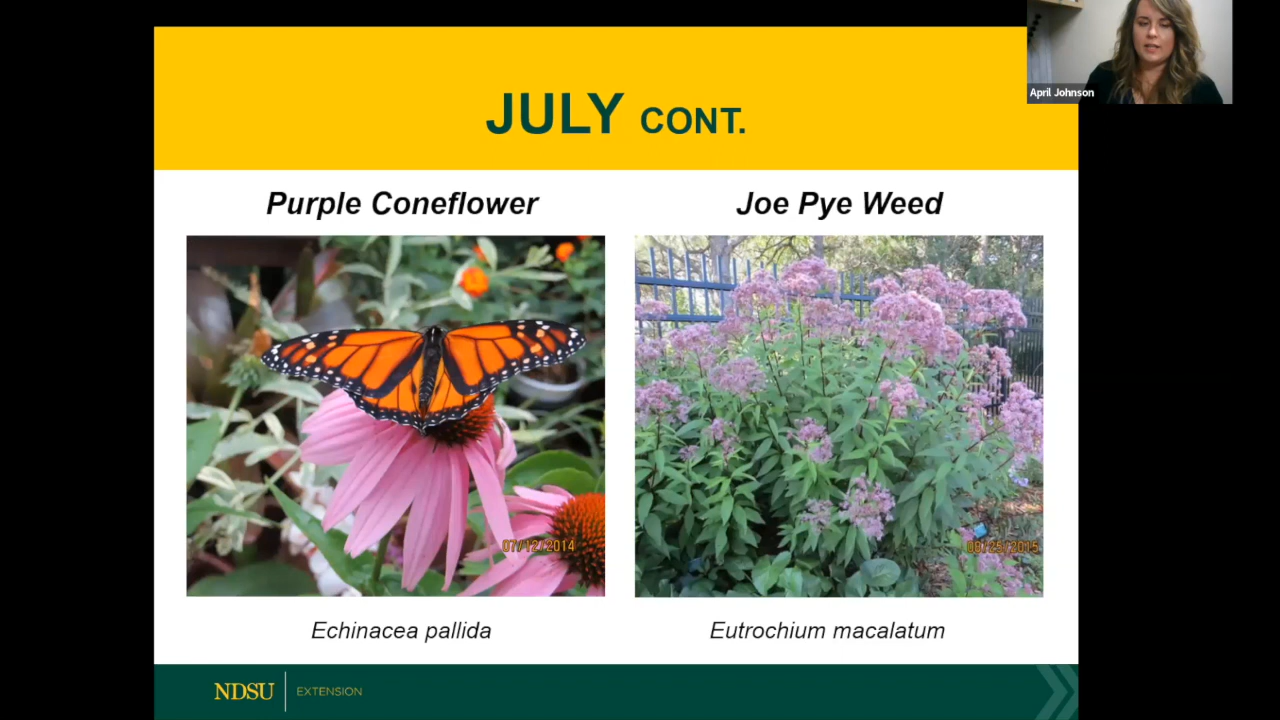 April Johnson
JULY CONT.
Purple Coneflower
Joe Pye Weed
07/12/2014
08/25/2015
Echinacea pallida
Eutrochium macalatum
NDSU EXTENSION